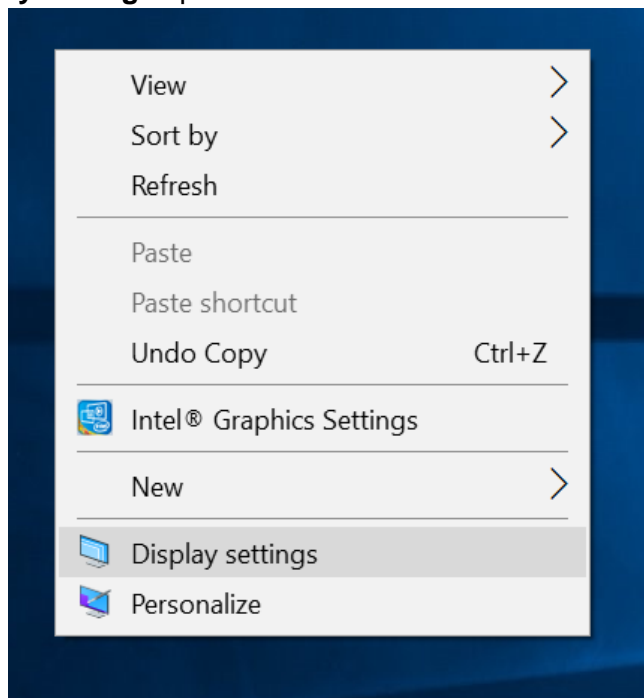 View
Sort by
Refresh
Paste
Paste shortcut
Undo Copy Ctrl+Z
Intel® Graphics Settings
New
Display settings
Personalize